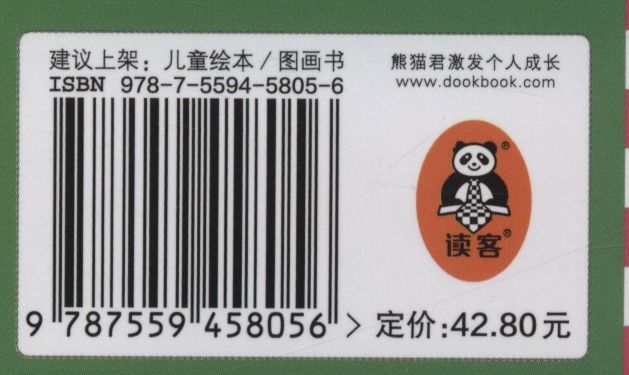 建议上架：儿童绘本/图画书
ISBN 978-7-5594-5805-6
熊猫君激发个人成长
www.dookbook.com
读客®
9 787559 458056 >
定价:42.80元